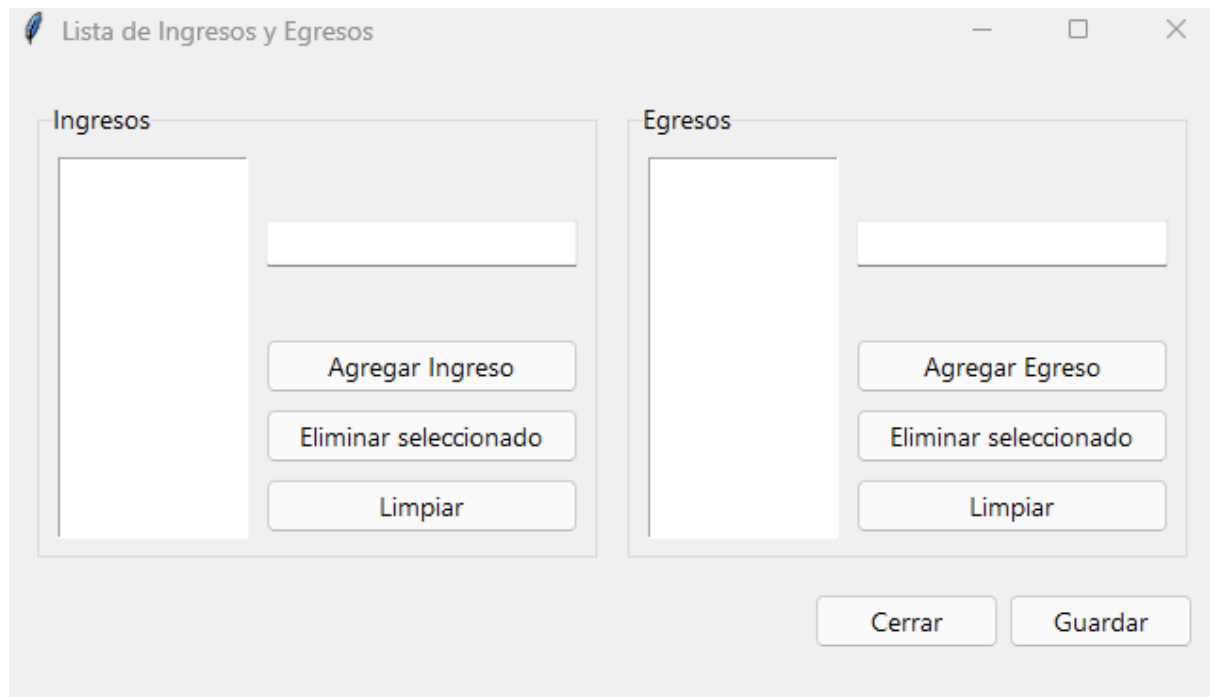 Lista de Ingresos y Egresos
Ingresos
Agregar Ingreso
Eliminar seleccionado
Limpiar
Egresos
Agregar Egreso
Eliminar seleccionado
Limpiar
Cerrar
Guardar